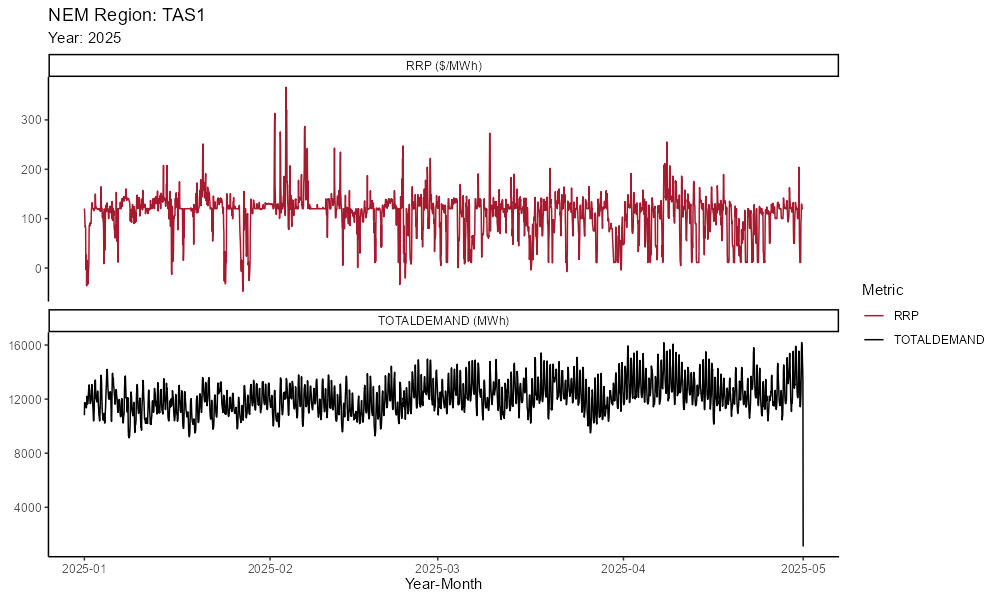 NEM Region: TAS1
Year: 2025
RRP ($/MWh)
300
200
100
0
TOTALDEMAND (MWh)
16000
12000
8000
4000
2025-01 2025-02 2025-03 2025-04 2025-05
Year-Month
Metric
RRP
TOTALDEMAND